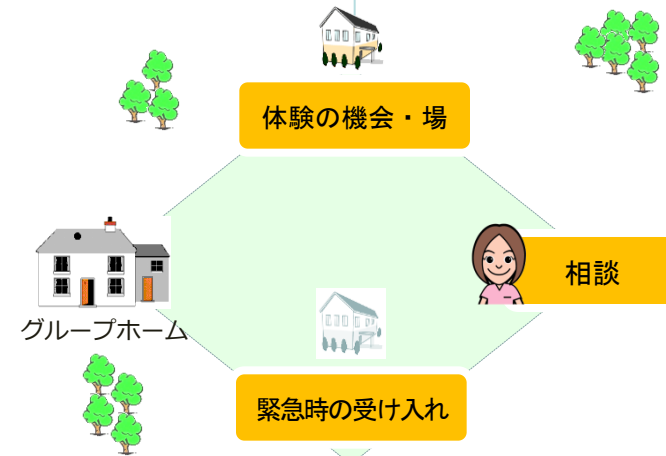 体験の機会・場
相談
グループホーム
緊急時の受け入れ